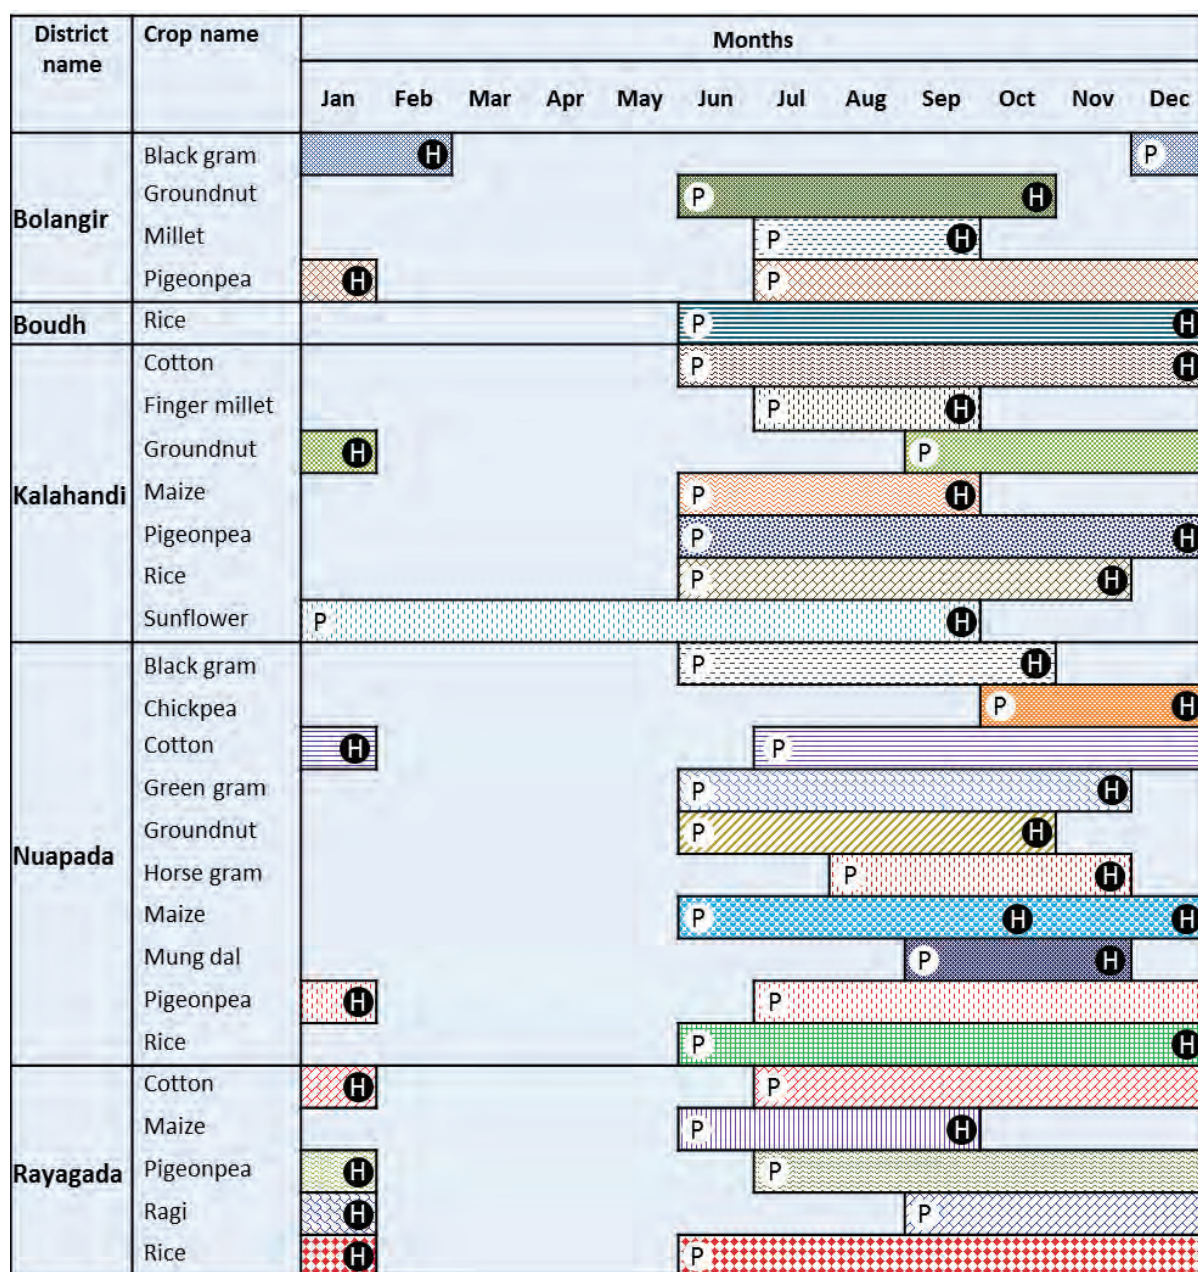 District name Crop name Months
Jan Feb Mar Apr May Jun Jul Aug Sep Oct Nov Dec
Bolangir
Black gram H P
Groundnut P H
Millet P H
Pigeonpea H P
Boudh
Rice P H
Kalahandi
Cotton P H
Finger millet P H
Groundnut H P
Maize P H
Pigeonpea P H
Rice P H
Sunflower P H
Nuapada
Black gram P H
Chickpea P H
Cotton H P
Green gram P H
Groundnut P H
Horse gram P H
Maize P H H
Mung dal P H
Pigeonpea H P
Rice P H
Rayagada
Cotton H P
Maize P H
Pigeonpea H P
Ragi H P
Rice H P